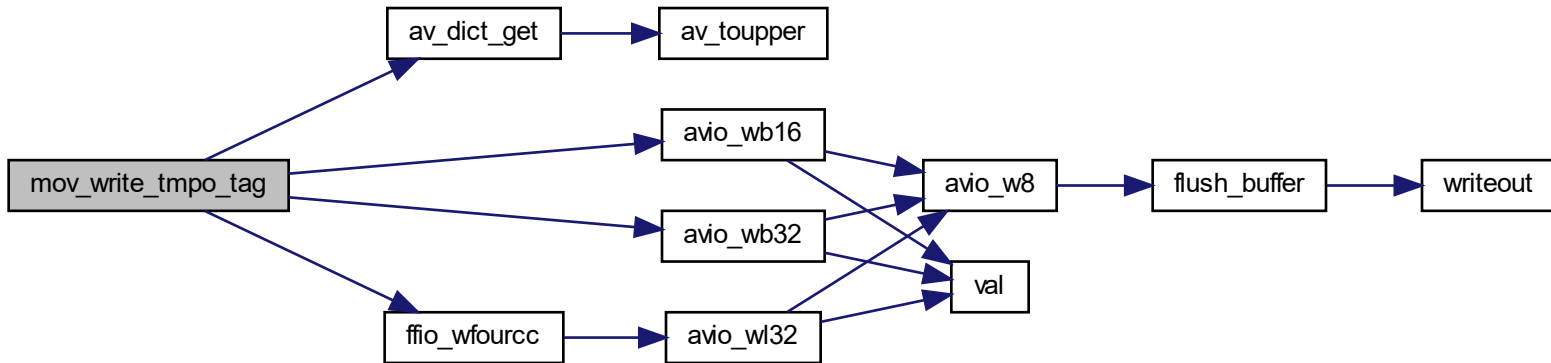 av_dict_get
av_toupper
avio_wb16
mov_write_tmpo_tag
avio_w8
flush_buffer
writeout
avio_wb32
val
ffio_wfourcc
avio_wl32